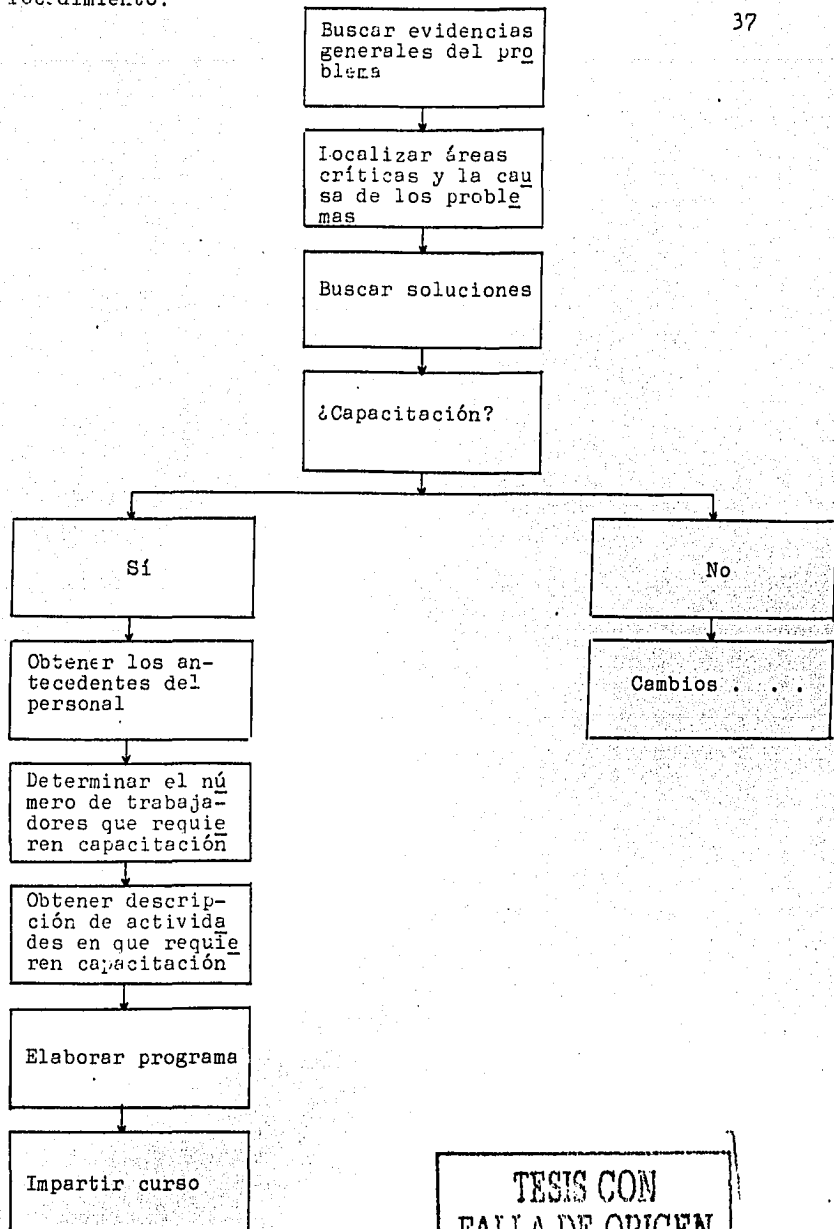 rocedimiento.
37
Buscar evidencias
generales del pro
blema
Localizar áreas
críticas y la cau
sa de los proble
mas
Buscar soluciones
¿Capacitación?
Sí
No
Obtener los an-
tecedentes del
personal
Cambios . . . .
Determinar el nú
mero de trabaja-
dores que requie
ren capacitación
Obtener descrip-
ción de activida
des en que requie
ren capacitación
Elaborar programa
Impartir curso
TESIS CON
FALLA DE ORIGEN